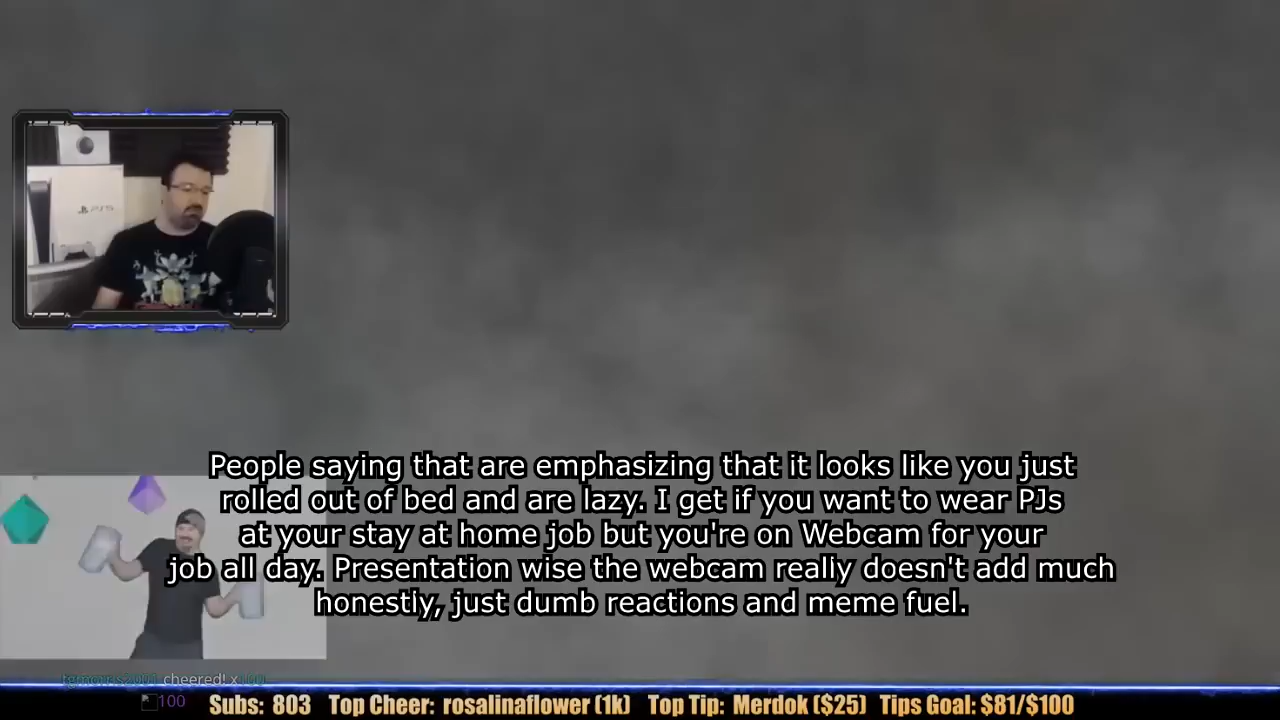 PS5
People saying that are emphasizing that it looks like you just
rolled out of bed and are lazy. I get if you want to wear PJs
at your stay at home job but you're on Webcam for your
job all day. Presentation wise the webcam really doesn't add much
honestly, just dumb reactions and meme fuel.
cheered! x100
100
Subs: 803 Top Cheer: rosalinaflower (1k) Top Tip: Merdok ($25) Tips Goal: $81/$100